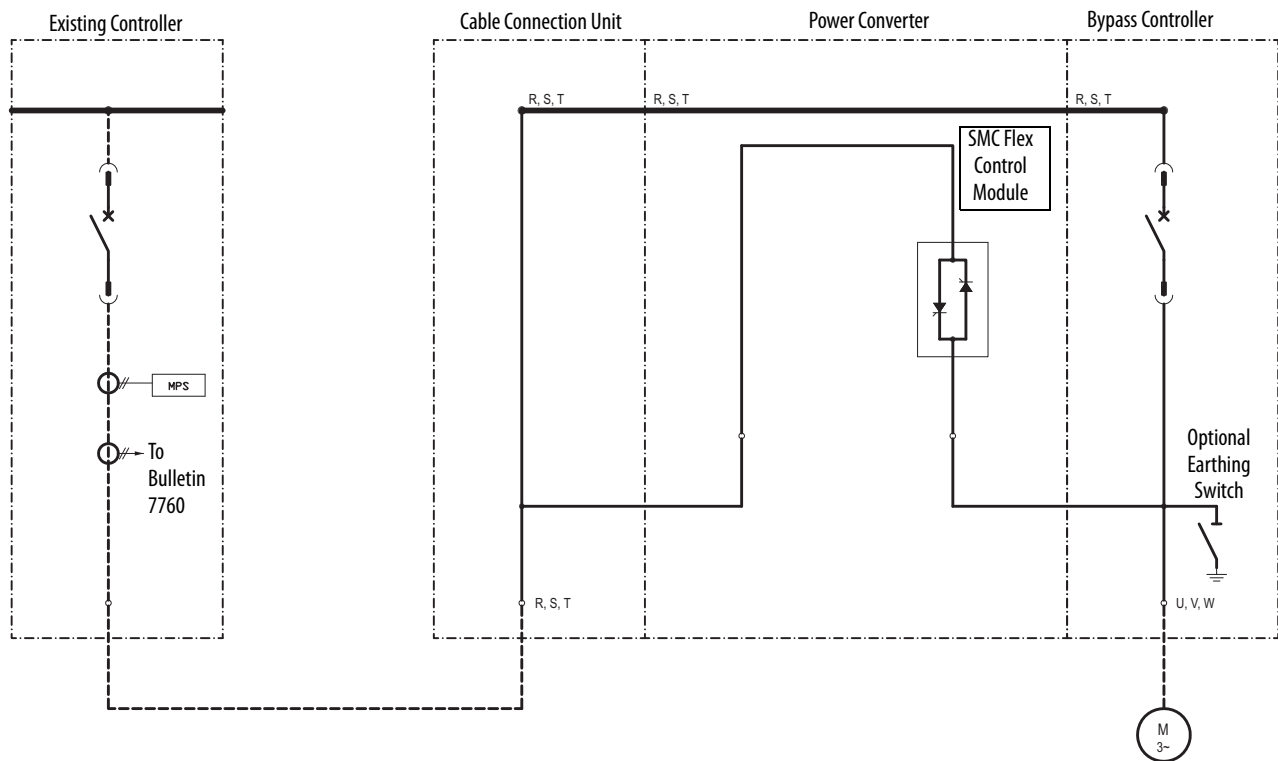 Existing Controller
Cable Connection Unit
Power Converter
Bypass Controller
R, S, T
R, S, T
R, S, T
SMC Flex
Control
Module
MPS
To
Bulletin
7760
Optional
Earthing
Switch
R, S, T
U, V, W
M
3~